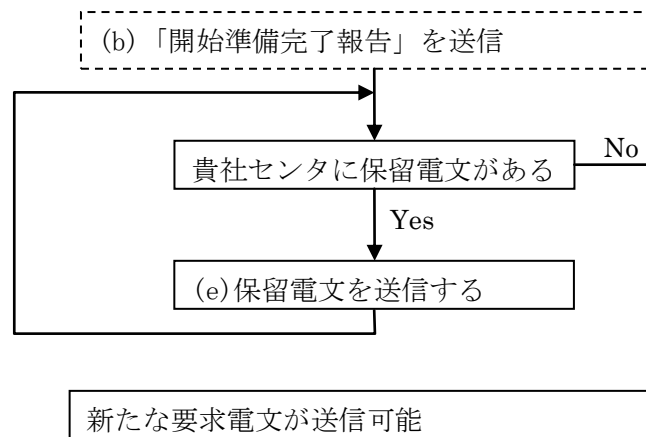 (b)「開始準備完了報告」を送信
貴社センタに保留電文がある
No
Yes
(e)保留電文を送信する
新たな要求電文が送信可能